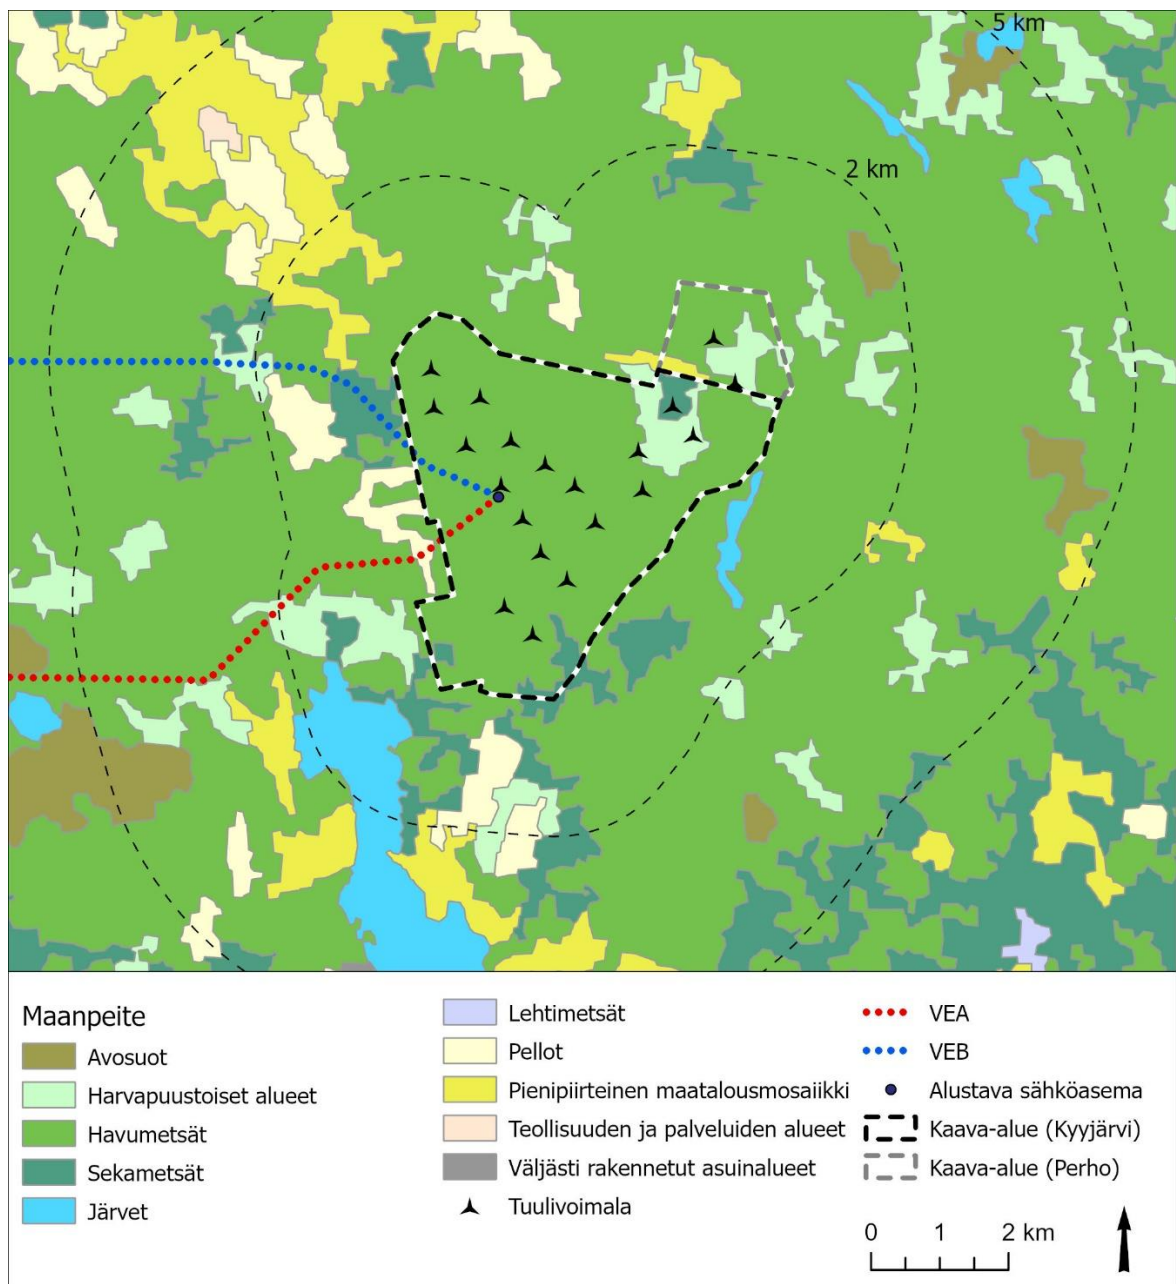 5 km
2 km
Maanpeite
Avosuot
Harvapuustoiset alueet
Havumetsät
Sekametsät
Järvet
Lehtimetsät
Pellot
Pienipiirteinen maatalousmosaiikki
Teollisuuden ja palveluiden alueet
Väljästi rakennetut asuinalueet
Tuulivoimala
VEA
VEB
Alustava sähköasema
Kaava-alue (Kyyjärvi)
Kaava-alue (Perho)
0 1 2 km